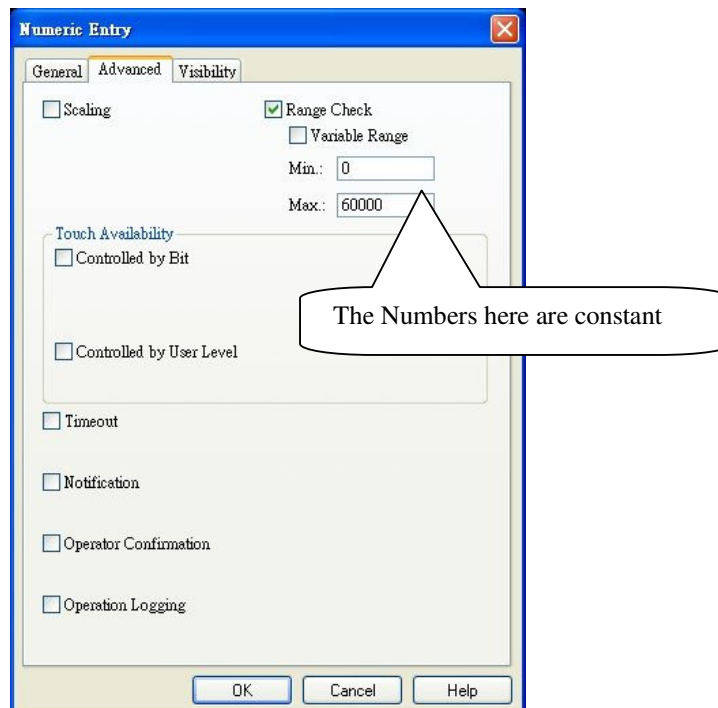 Numeric Entry
General Advanced Visibility
Scaling
Range Check
Variable Range
Min.: 0
Max.: 60000
Touch Availability
Controlled by Bit
The Numbers here are constant
Controlled by User Level
Timeout
Notification
Operator Confirmation
Operation Logging
OK Cancel Help